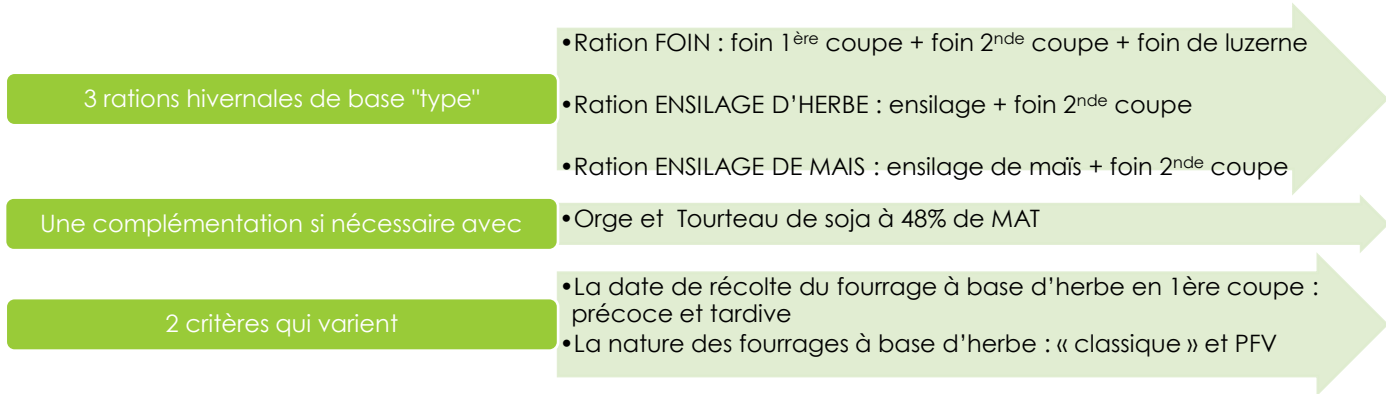 3 rations hivernales de base "type"
•Ration FOIN : foin 1ère coupe + foin 2nde coupe + foin de luzerne
•Ration ENSILAGE D’HERBE : ensilage + foin 2nde coupe
•Ration ENSILAGE DE MAIS : ensilage de maïs + foin 2nde coupe
Une complémentation si nécessaire avec
•Orge et Tourteau de soja à 48% de MAT
2 critères qui varient
•La date de récolte du fourrage à base d’herbe en 1ère coupe :
précoce et tardive
•La nature des fourrages à base d’herbe : « classique » et PFV